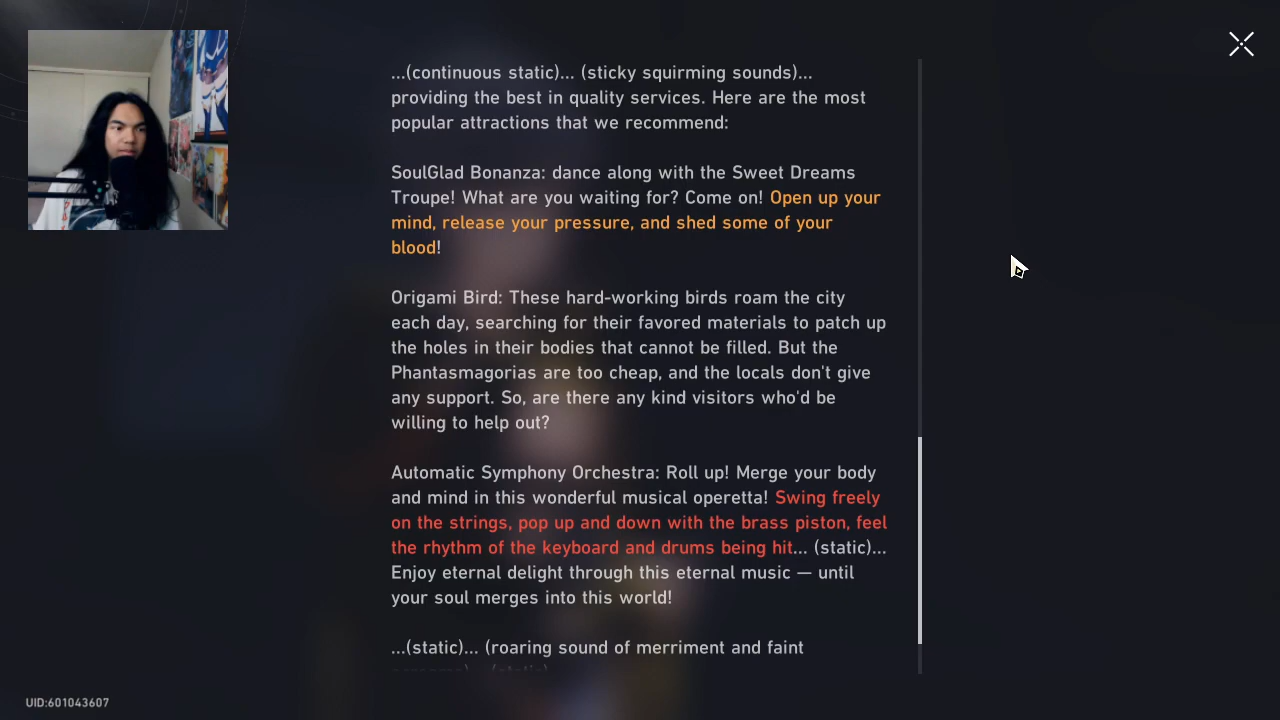 ...(continuous static)... (sticky squirming sounds)...
providing the best in quality services. Here are the most
popular attractions that we recommend:
SoulGlad Bonanza: dance along with the Sweet Dreams
Troupe! What are you waiting for? Come on! Open up your
mind, release your pressure, and shed some of your
blood!
Origami Bird: These hard-working birds roam the city
each day, searching for their favored materials to patch up
the holes in their bodies that cannot be filled. But the
Phantasmagorias are too cheap, and the locals don't give
any support. So, are there any kind visitors who'd be
willing to help out?
Automatic Symphony Orchestra: Roll up! Merge your body
and mind in this wonderful musical operetta! Swing freely
on the strings, pop up and down with the brass piston, feel
the rhythm of the keyboard and drums being hit... (static)...
Enjoy eternal delight through this eternal music — until
your soul merges into this world!
...(static)... (roaring sound of merriment and faint
UID:601043607